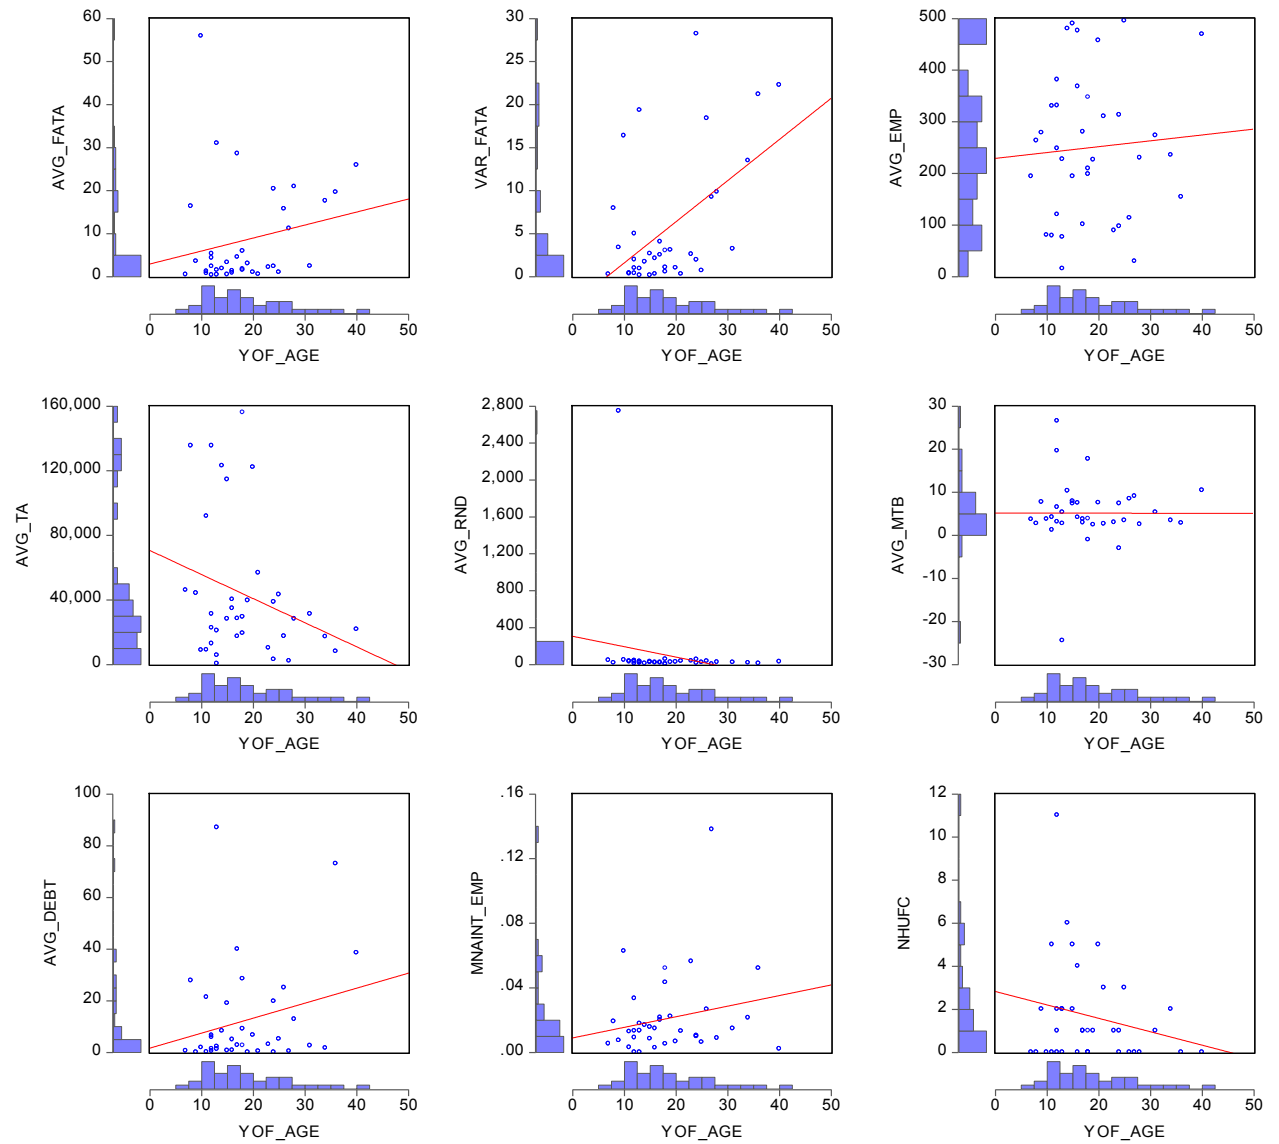 60
50
40
30
20
10
0
AVG_FATA
0 10 20 30 40 50
YOF_AGE
30
25
20
15
10
5
0
VAR_FATA
0 10 20 30 40 50
YOF_AGE
500
400
300
200
100
0
AVG_EMP
0 10 20 30 40 50
YOF_AGE
160,000
120,000
80,000
40,000
0
AVG_TA
0 10 20 30 40 50
YOF_AGE
2,800
2,400
2,000
1,600
1,200
800
400
0
AVG_RND
0 10 20 30 40 50
YOF_AGE
30
20
10
0
-10
-20
-30
AVG_MTB
0 10 20 30 40 50
YOF_AGE
100
80
60
40
20
0
AVG_DEBT
0 10 20 30 40 50
YOF_AGE
.16
.12
.08
.04
.00
MNAINT_EMP
0 10 20 30 40 50
YOF_AGE
12
10
8
6
4
2
0
NHUFC
0 10 20 30 40 50
YOF_AGE